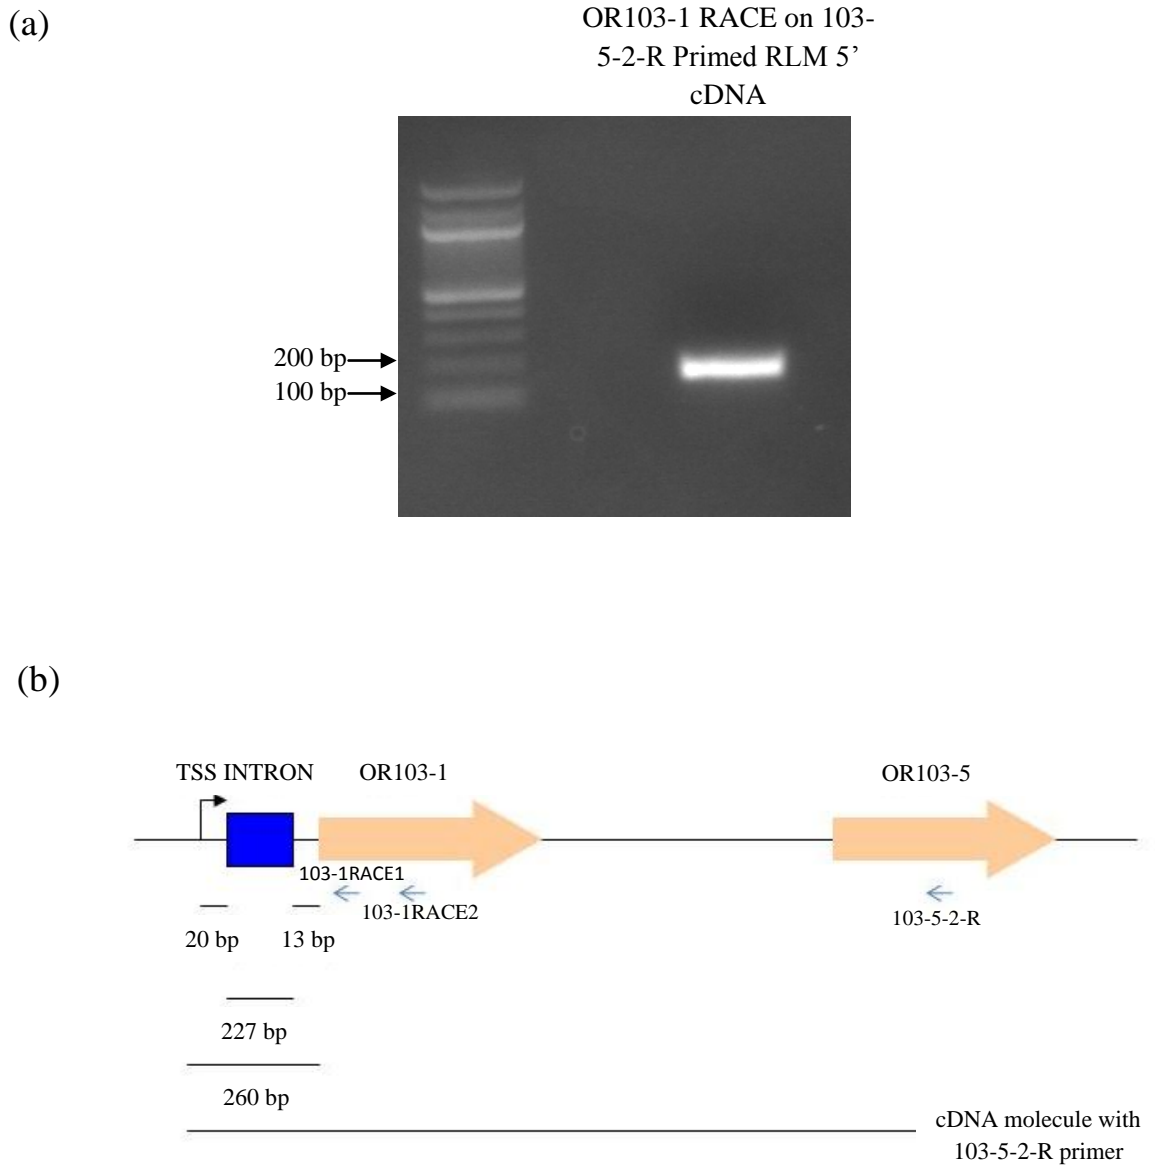 (a)
OR103-1 RACE on 103-
5-2-R Primed RLM 5’
cDNA
200 bp
100 bp
(b)
TSS INTRON
OR103-1
OR103-5
103-1RACE1
103-1RACE2
103-5-2-R
20 bp
13 bp
227 bp
260 bp
cDNA molecule with
103-5-2-R primer